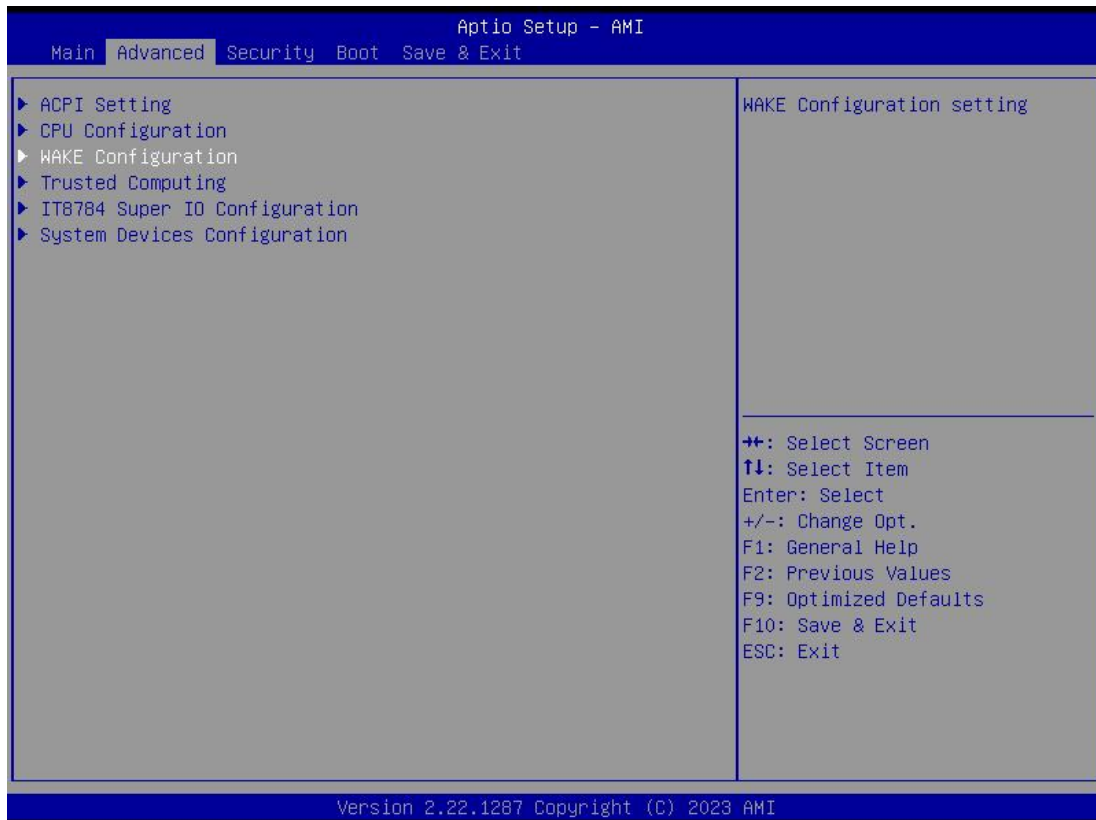 Aptio Setup – AMI
Main Advanced Security Boot Save & Exit
▶ ACPI Setting
▶ CPU Configuration
▶ WAKE Configuration
▶ Trusted Computing
▶ IT8784 Super IO Configuration
▶ System Devices Configuration
WAKE Configuration setting
→←: Select Screen
↑↓: Select Item
Enter: Select
+/-: Change Opt.
F1: General Help
F2: Previous Values
F9: Optimized Defaults
F10: Save & Exit
ESC: Exit
Version 2.22.1287 Copyright (C) 2023 AMI